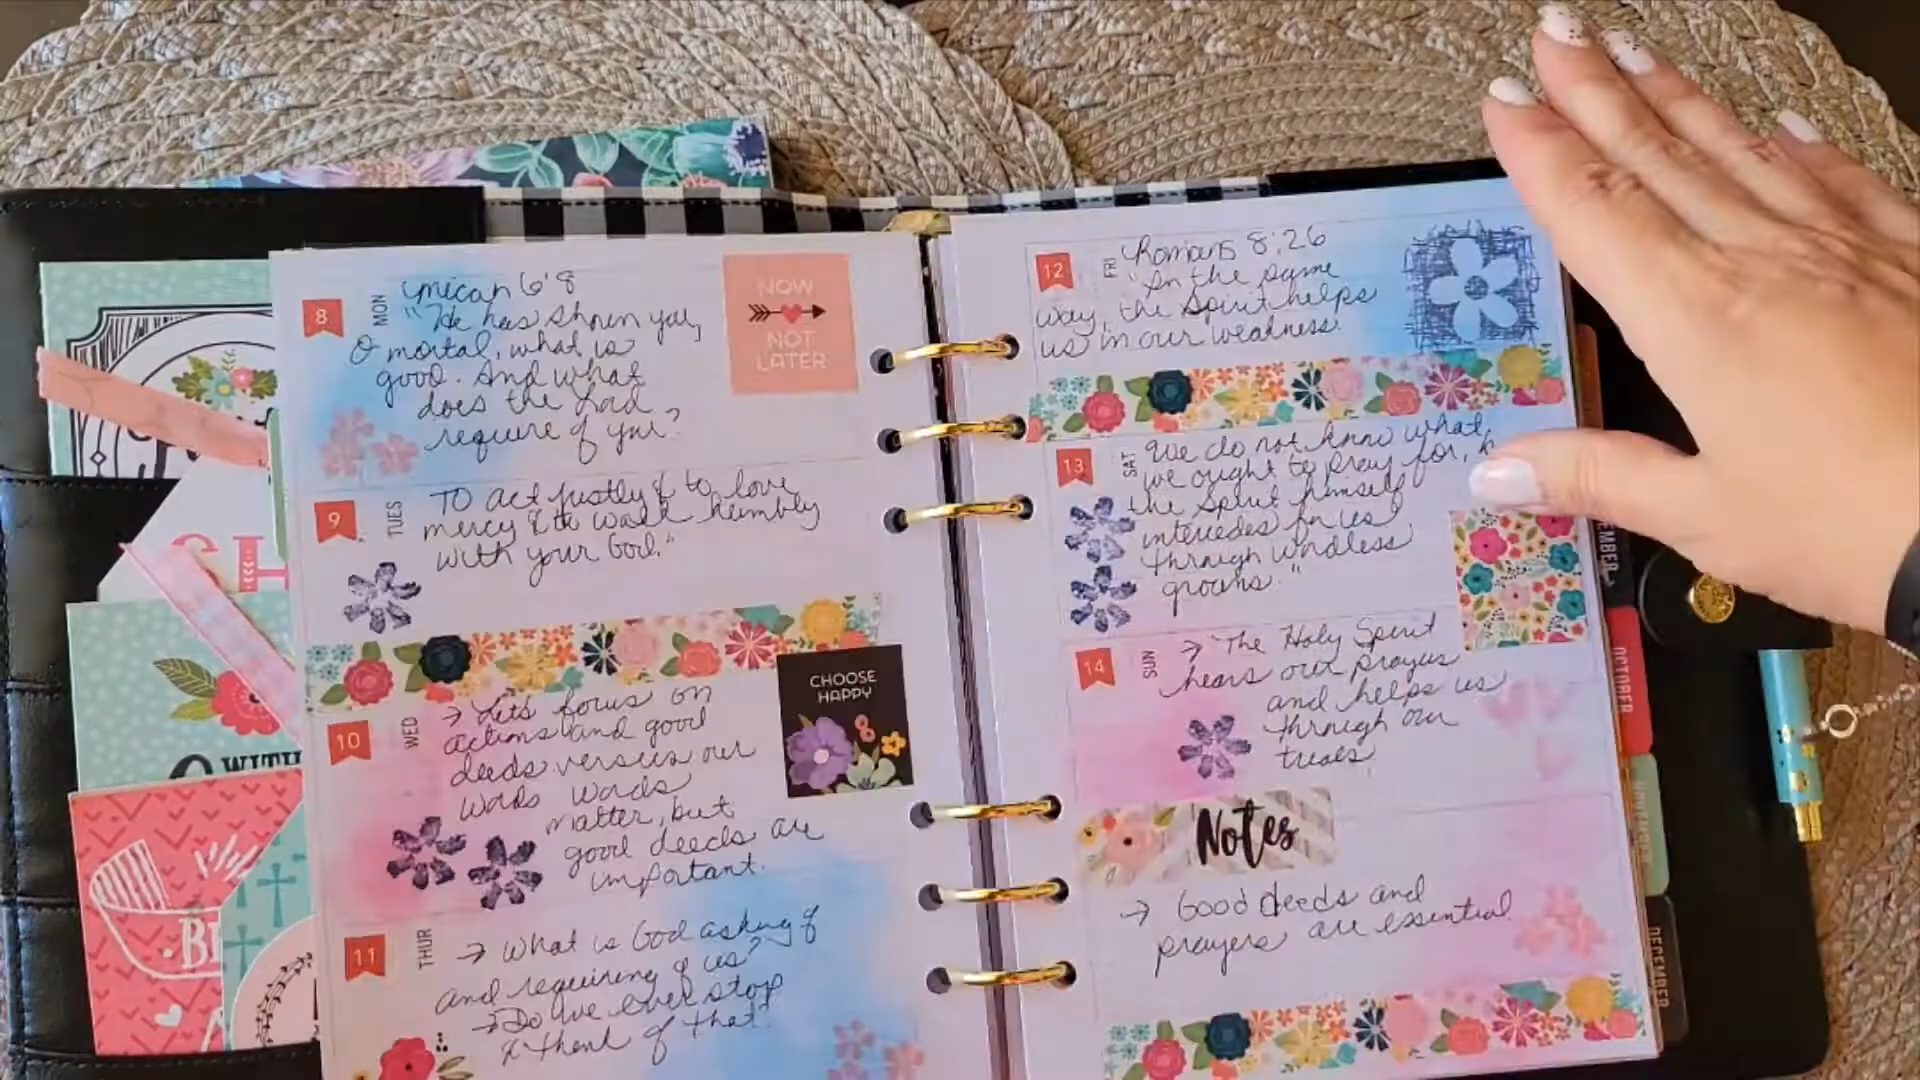 8
MON
Micah 6:8
"He has shown you,
O mortal, what is
good. And what
does the Lord
require of you?
NOW
NOT
LATER
9
TUES
TO act justly & to love
mercy & to walk humbly
with your God."
10
WED
→ Lets focus on
actions and good
deeds versus our
words words
matter, but
good deeds are
important.
CHOOSE
HAPPY
11
THUR
→ What is God asking of
and requiring of us?
→ Do we ever stop
& think of that?
12
FRI
Romans 8:26
"In the same
way, the Spirit helps
us in our weakness.
13
SAT
We do not know what
we ought to pray for,
the Spirit himself
intercedes for us
through wordless
groans."
14
SUN
→ The Holy Spirit
hears our prayers
and helps us
through our
trials
Notes
→ Good deeds and
prayers are essential
WITH
EMBER
OCTOBER
DECEMBER